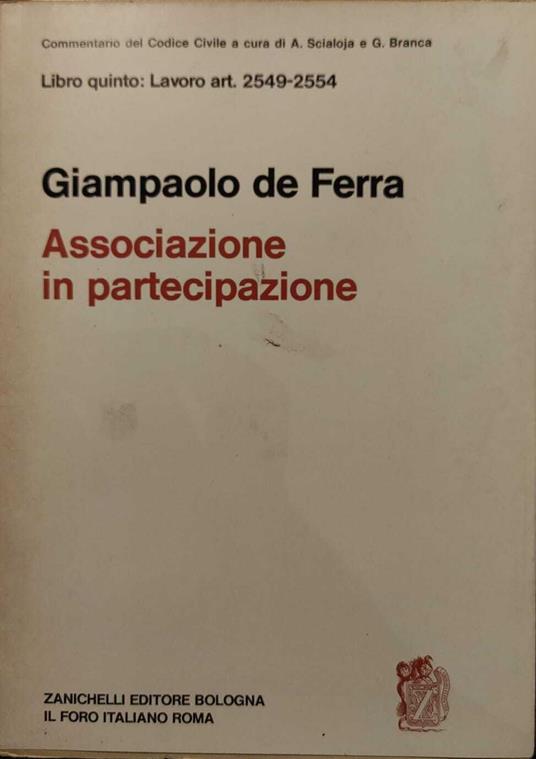 Commentario del Codice Civile a cura di A. Scialoja e G. Branca
Libro quinto: Lavoro art. 2549-2554
Giampaolo de Ferra
Associazione
in partecipazione
ZANICHELLI EDITORE BOLOGNA
IL FORO ITALIANO ROMA
Z